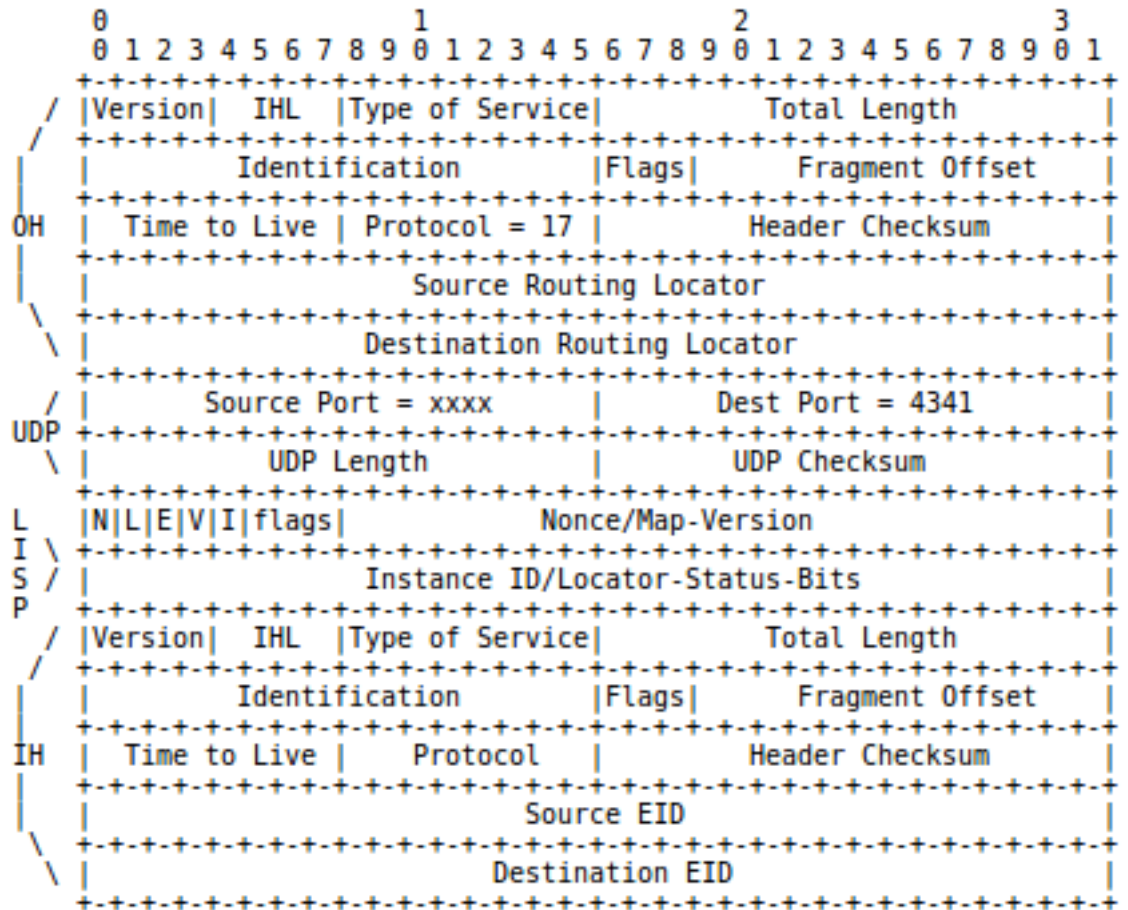 0                   1                   2                   3
 0 1 2 3 4 5 6 7 8 9 0 1 2 3 4 5 6 7 8 9 0 1 2 3 4 5 6 7 8 9 0 1
+-+-+-+-+-+-+-+-+-+-+-+-+-+-+-+-+-+-+-+-+-+-+-+-+-+-+-+-+-+-+-+-+
/ |Version| IHL |Type of Service| Total Length |
/ +-+-+-+-+-+-+-+-+-+-+-+-+-+-+-+-+-+-+-+-+-+-+-+-+-+-+-+-+-+-+-+-+
| | Identification |Flags| Fragment Offset |
| +-+-+-+-+-+-+-+-+-+-+-+-+-+-+-+-+-+-+-+-+-+-+-+-+-+-+-+-+-+-+-+-+
OH | Time to Live | Protocol = 17 | Header Checksum |
| +-+-+-+-+-+-+-+-+-+-+-+-+-+-+-+-+-+-+-+-+-+-+-+-+-+-+-+-+-+-+-+-+
| | Source Routing Locator |
\ +-+-+-+-+-+-+-+-+-+-+-+-+-+-+-+-+-+-+-+-+-+-+-+-+-+-+-+-+-+-+-+-+
\ | Destination Routing Locator |
+-+-+-+-+-+-+-+-+-+-+-+-+-+-+-+-+-+-+-+-+-+-+-+-+-+-+-+-+-+-+-+-+
/ | Source Port = xxxx | Dest Port = 4341 |
UDP +-+-+-+-+-+-+-+-+-+-+-+-+-+-+-+-+-+-+-+-+-+-+-+-+-+-+-+-+-+-+-+-+
\ | UDP Length | UDP Checksum |
+-+-+-+-+-+-+-+-+-+-+-+-+-+-+-+-+-+-+-+-+-+-+-+-+-+-+-+-+-+-+-+-+
L |N|L|E|V|I|flags| Nonce/Map-Version |
I \ +-+-+-+-+-+-+-+-+-+-+-+-+-+-+-+-+-+-+-+-+-+-+-+-+-+-+-+-+-+-+-+-+
S / | Instance ID/Locator-Status-Bits |
P +-+-+-+-+-+-+-+-+-+-+-+-+-+-+-+-+-+-+-+-+-+-+-+-+-+-+-+-+-+-+-+-+
/ |Version| IHL |Type of Service| Total Length |
/ +-+-+-+-+-+-+-+-+-+-+-+-+-+-+-+-+-+-+-+-+-+-+-+-+-+-+-+-+-+-+-+-+
| | Identification |Flags| Fragment Offset |
| +-+-+-+-+-+-+-+-+-+-+-+-+-+-+-+-+-+-+-+-+-+-+-+-+-+-+-+-+-+-+-+-+
IH | Time to Live | Protocol | Header Checksum |
| +-+-+-+-+-+-+-+-+-+-+-+-+-+-+-+-+-+-+-+-+-+-+-+-+-+-+-+-+-+-+-+-+
| | Source EID |
\ +-+-+-+-+-+-+-+-+-+-+-+-+-+-+-+-+-+-+-+-+-+-+-+-+-+-+-+-+-+-+-+-+
\ | Destination EID |
+-+-+-+-+-+-+-+-+-+-+-+-+-+-+-+-+-+-+-+-+-+-+-+-+-+-+-+-+-+-+-+-+